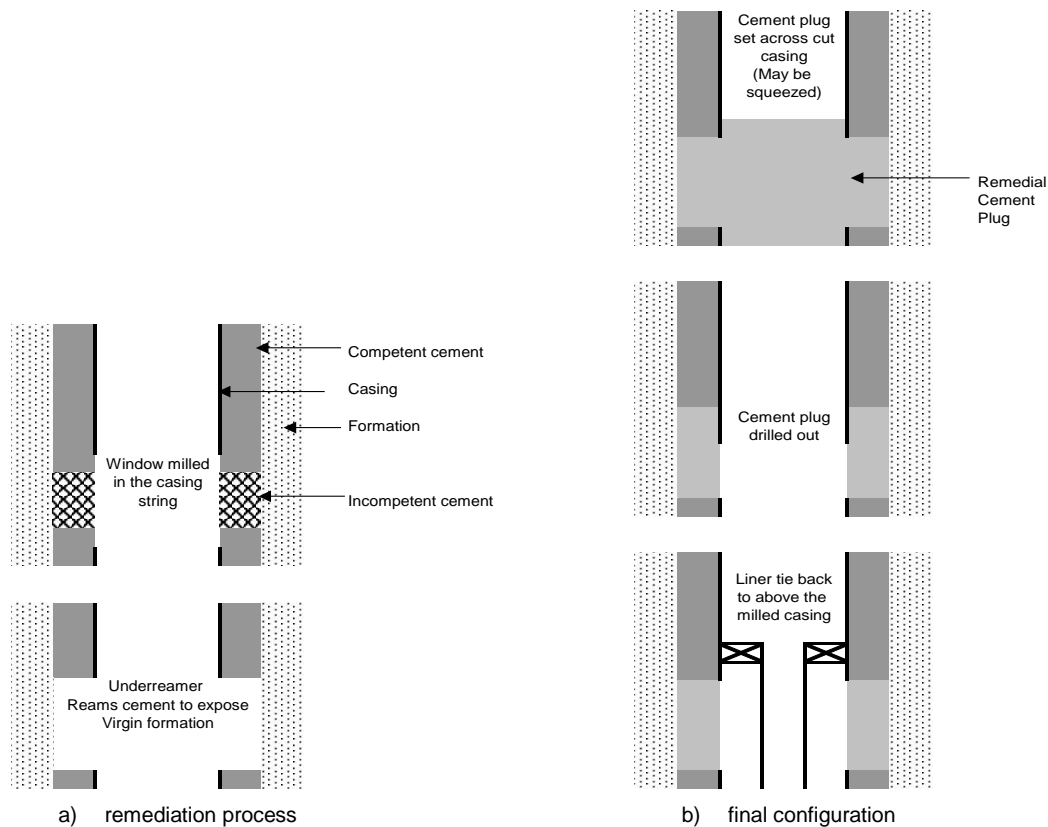 Competent cement
Casing
Formation
Window milled
in the casing
string
Incompetent cement
Underreamer
Reams cement to expose
Virgin formation
a) remediation process
Cement plug
set across cut
casing
(May be
squeezed)
Remedial
Cement
Plug
Cement plug
drilled out
Liner tie back
to above the
milled casing
b) final configuration